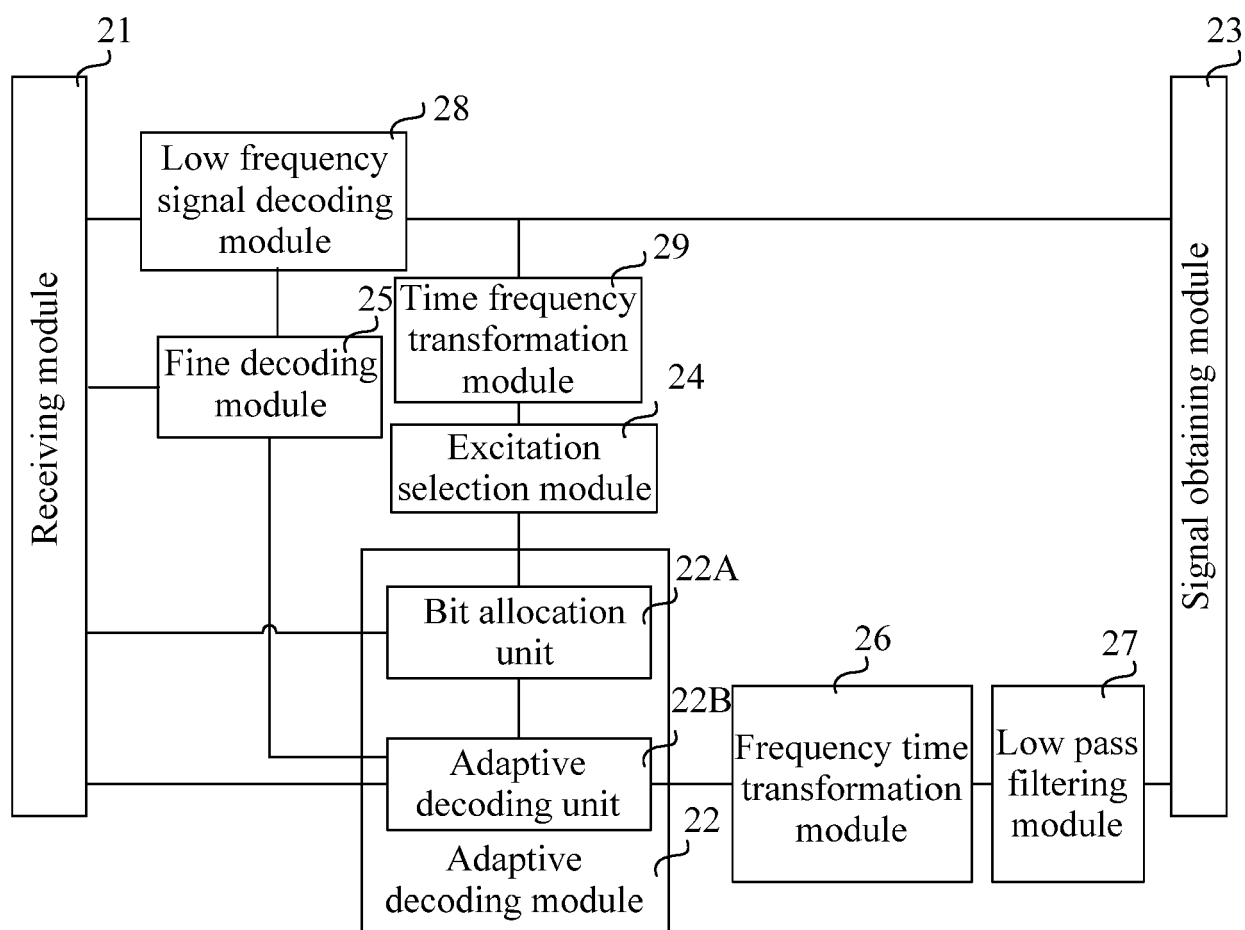 21
23
28
Low frequency
signal decoding
module
29
Time frequency
transformation
module
25
Fine decoding
module
24
Excitation
selection module
Receiving module
Signal obtaining module
22A
Bit allocation
unit
22B
Adaptive
decoding unit
22
Adaptive
decoding module
26
Frequency time
transformation
module
27
Low pass
filtering
module